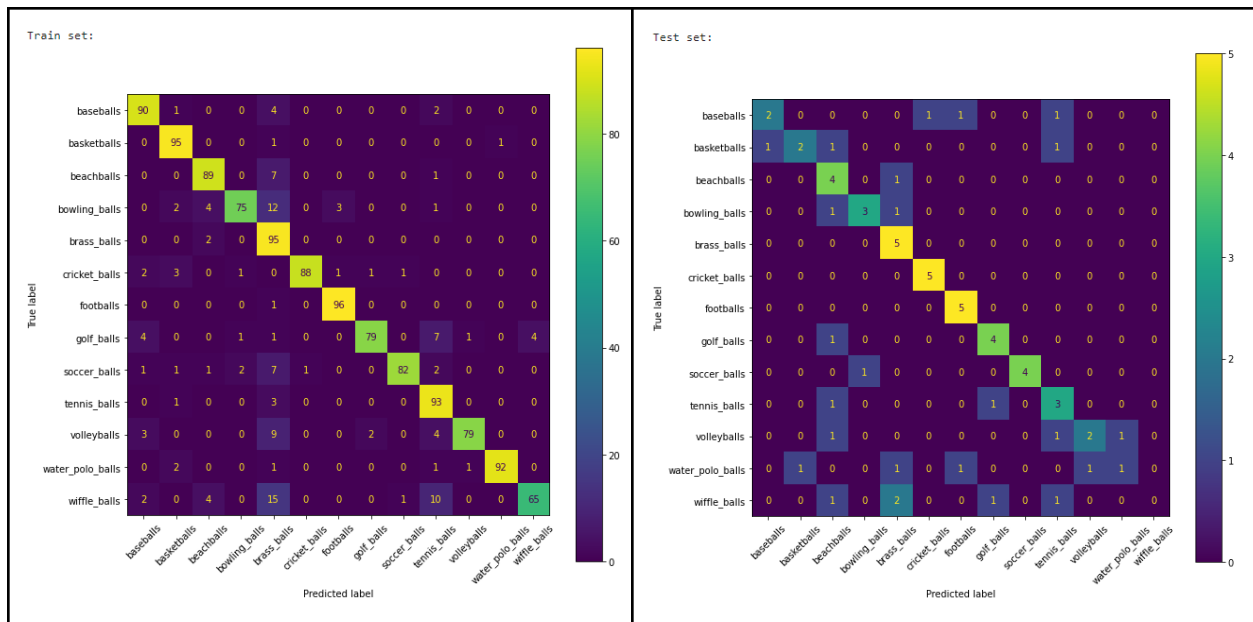 Train set:
baseballs 90 1 0 0 4 0 0 0 0 2 0 0 0
basketballs 0 95 0 0 1 0 0 0 0 0 0 1 0
beachballs 0 0 89 0 7 0 0 0 0 1 0 0 0
bowling_balls 0 2 4 75 12 0 3 0 0 1 0 0 0
brass_balls 0 0 2 0 95 0 0 0 0 0 0 0 0
cricket_balls 2 3 0 1 0 88 1 1 1 0 0 0 0
footballs 0 0 0 0 1 0 96 0 0 0 0 0 0
golf_balls 4 0 0 1 1 0 0 79 0 7 1 0 4
soccer_balls 1 1 1 2 7 1 0 0 82 2 0 0 0
tennis_balls 0 1 0 0 3 0 0 0 0 93 0 0 0
volleyballs 3 0 0 0 9 0 0 2 0 4 79 0 0
water_polo_balls 0 2 0 0 1 0 0 0 0 1 1 92 0
wiffle_balls 2 0 4 0 15 0 0 0 1 10 0 0 65
baseballs basketballs beachballs bowling_balls brass_balls cricket_balls footballs golf_balls soccer_balls tennis_balls volleyballs water_polo_balls wiffle_balls
Predicted label
True label
80
60
40
20
0
Test set:
baseballs 2 0 0 0 0 1 1 0 0 1 0 0 0
basketballs 1 2 1 0 0 0 0 0 0 1 0 0 0
beachballs 0 0 4 0 1 0 0 0 0 0 0 0 0
bowling_balls 0 0 1 3 1 0 0 0 0 0 0 0 0
brass_balls 0 0 0 0 5 0 0 0 0 0 0 0 0
cricket_balls 0 0 0 0 0 5 0 0 0 0 0 0 0
footballs 0 0 0 0 0 0 5 0 0 0 0 0 0
golf_balls 0 0 1 0 0 0 0 4 0 0 0 0 0
soccer_balls 0 0 0 1 0 0 0 0 4 0 0 0 0
tennis_balls 0 0 1 0 0 0 0 1 0 3 0 0 0
volleyballs 0 0 1 0 0 0 0 0 0 1 2 1 0
water_polo_balls 0 1 0 0 1 0 1 0 0 0 1 1 0
wiffle_balls 0 0 1 0 2 0 0 1 0 1 0 0 0
baseballs basketballs beachballs bowling_balls brass_balls cricket_balls footballs golf_balls soccer_balls tennis_balls volleyballs water_polo_balls wiffle_balls
Predicted label
True label
5
4
3
2
1
0